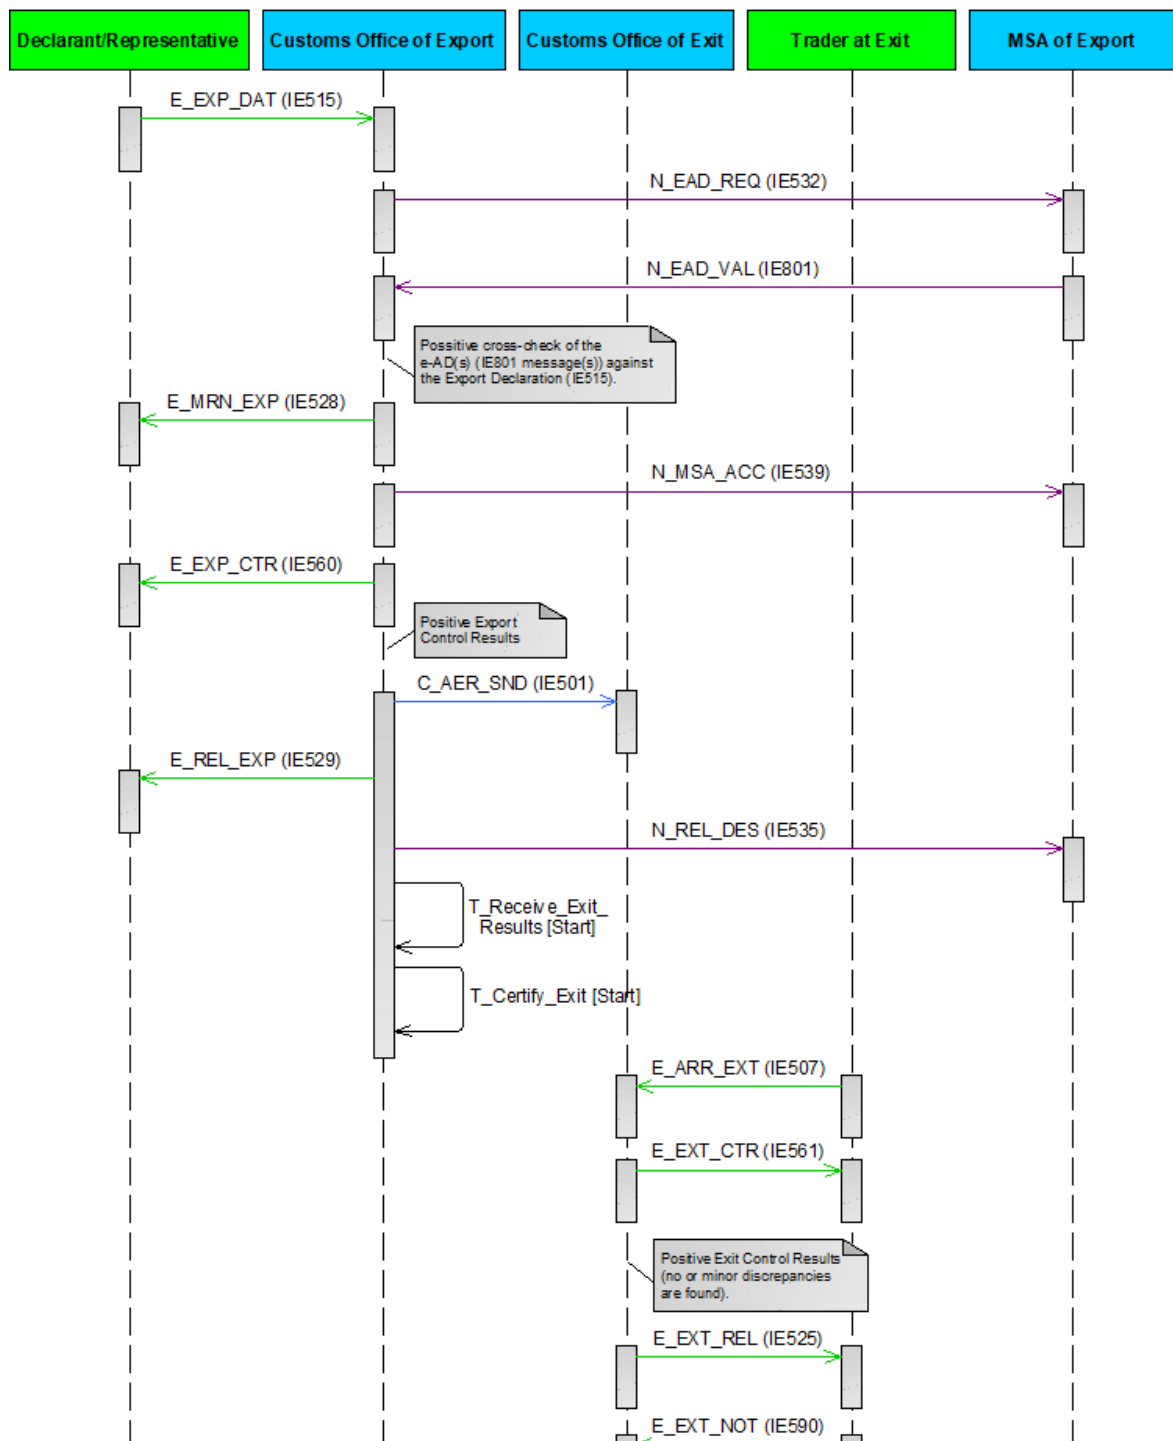 Declarant/Representative
Customs Office of Export
Customs Office of Exit
Trader at Exit
MSA of Export
E_EXP_DAT (IE515)
N_EAD_REQ (IE532)
N_EAD_VAL (IE801)
Possitive cross-check of the
e-AD(s) (IE801 message(s)) against
the Export Declaration (IE515).
E_MRN_EXP (IE528)
N_MSA_ACC (IE539)
E_EXP_CTR (IE560)
Positive Export
Control Results
C_AER_SND (IE501)
E_REL_EXP (IE529)
N_REL_DES (IE535)
T_Receive_Exit_
Results [Start]
T_Certify_Exit [Start]
E_ARR_EXT (IE507)
E_EXT_CTR (IE561)
Positive Exit Control Results
(no or minor discrepancies
are found).
E_EXT_REL (IE525)
E_EXT_NOT (IE590)